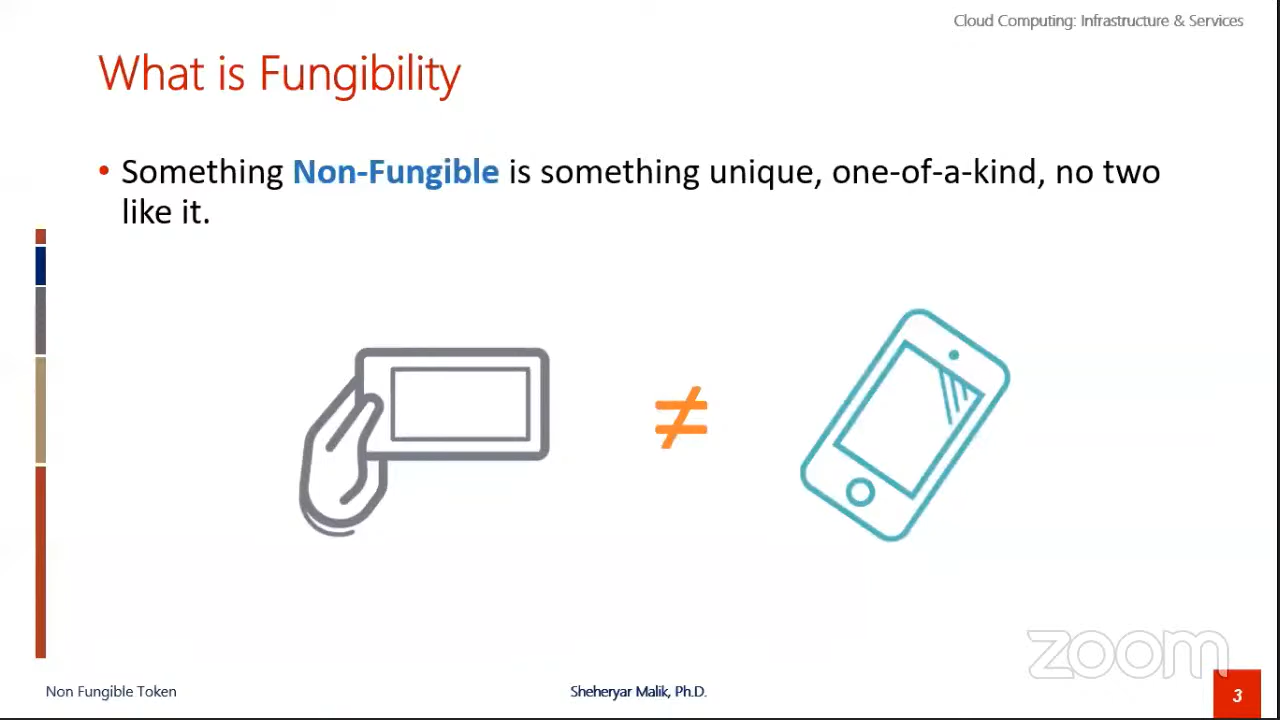 Cloud Computing: Infrastructure & Services
What is Fungibility
• Something Non-Fungible is something unique, one-of-a-kind, no two
like it.
≠
zoom
Non Fungible Token
Sheheryar Malik, Ph.D.
3